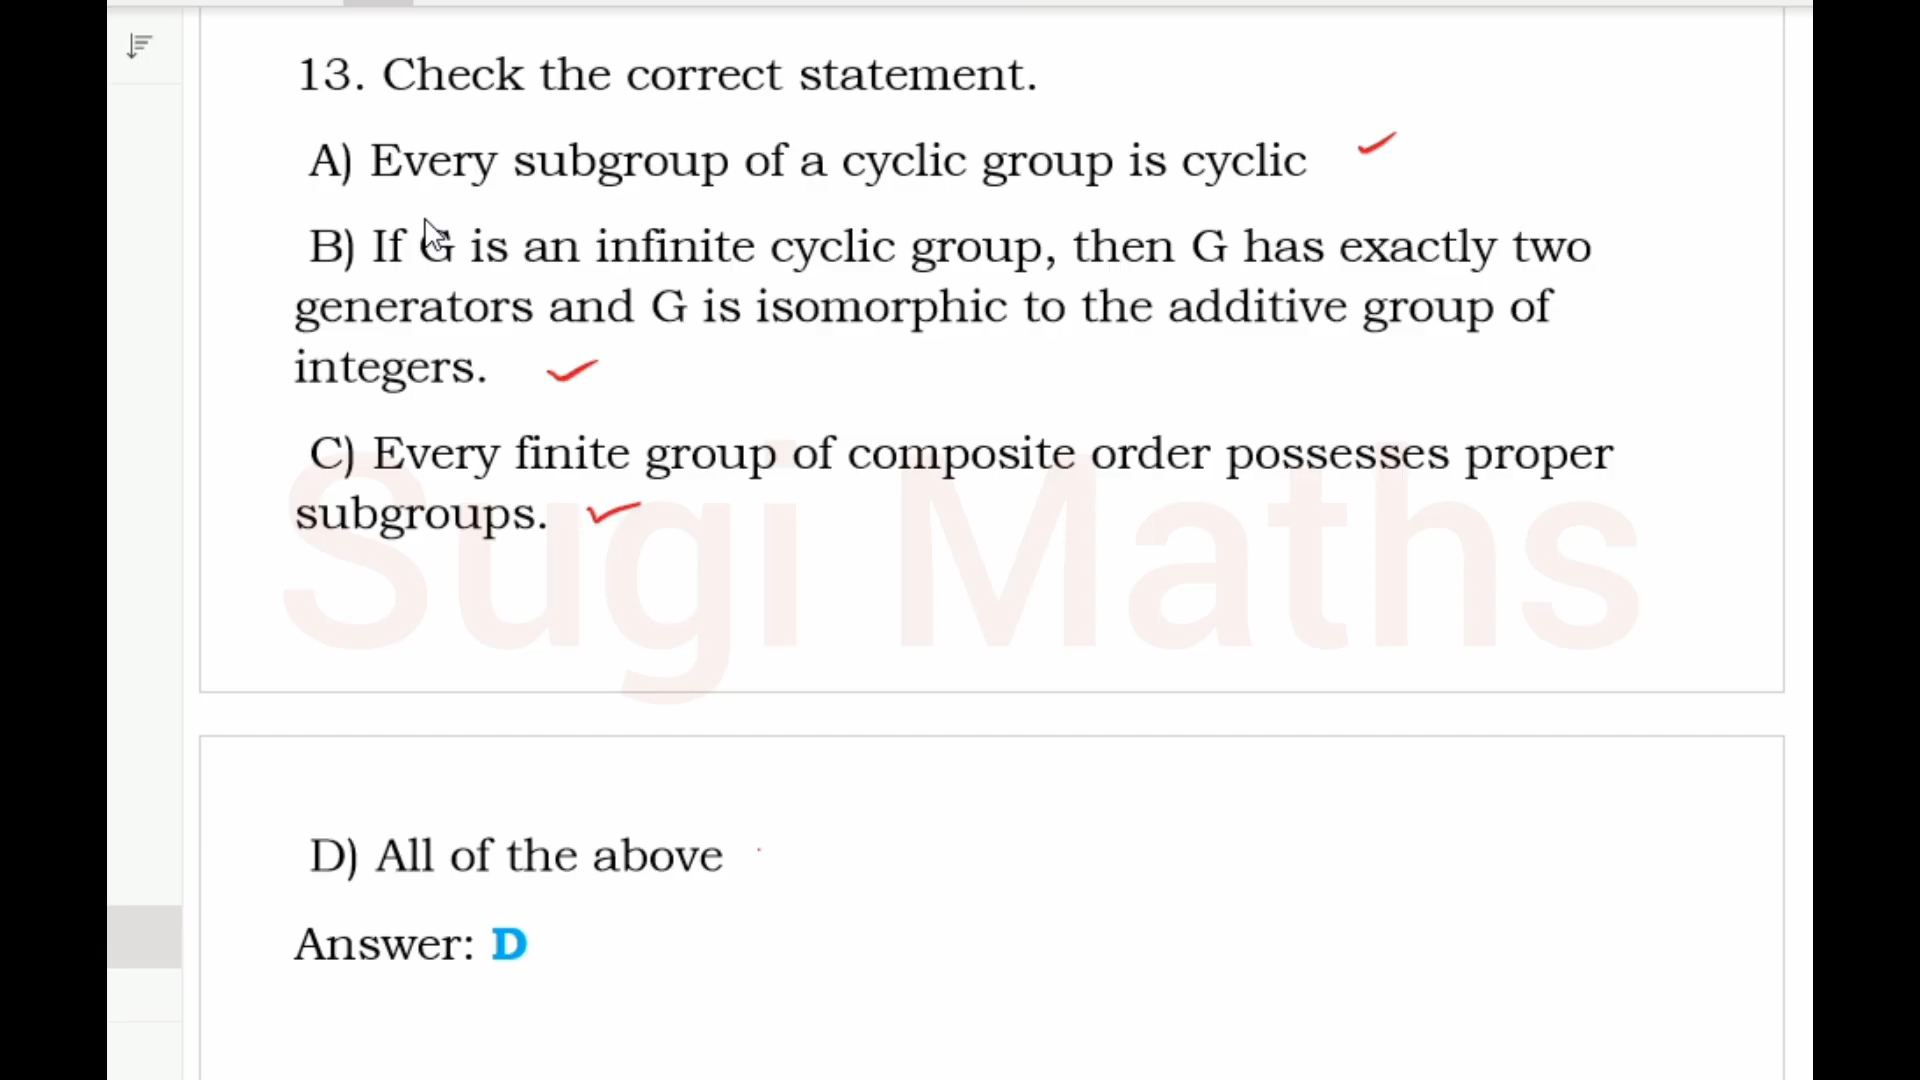 13. Check the correct statement.
A) Every subgroup of a cyclic group is cyclic
B) If G is an infinite cyclic group, then G has exactly two
generators and G is isomorphic to the additive group of
integers.
C) Every finite group of composite order possesses proper
subgroups.
Sugi Maths
D) All of the above
Answer: D